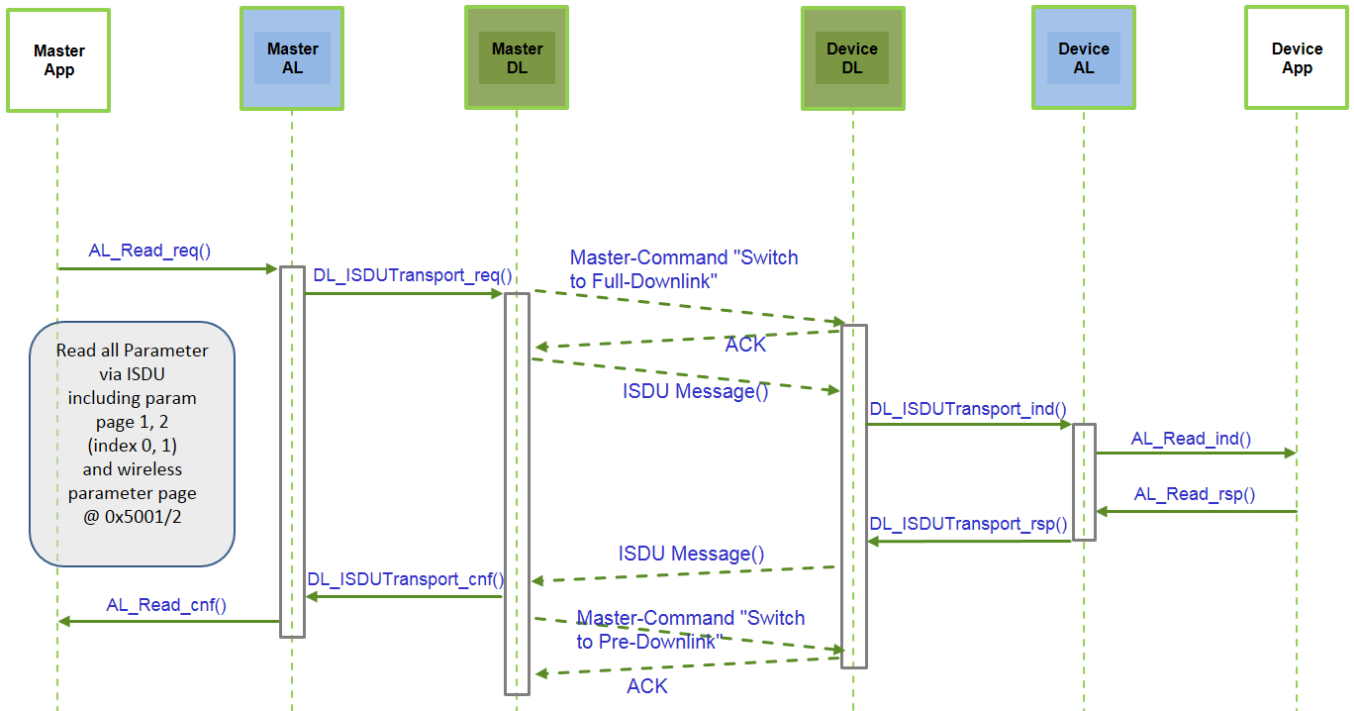 Master
App
Master
AL
Master
DL
Device
DL
Device
AL
Device
App
AL_Read_req()
DL_ISDUTransport_req()
Master-Command "Switch
to Full-Downlink"
ACK
ISDU Message()
Read all Parameter
via ISDU
including param
page 1, 2
(index 0, 1)
and wireless
parameter page
@ 0x5001/2
DL_ISDUTransport_ind()
AL_Read_ind()
AL_Read_rsp()
DL_ISDUTransport_rsp()
ISDU Message()
DL_ISDUTransport_cnf()
AL_Read_cnf()
Master-Command "Switch
to Pre-Downlink"
ACK